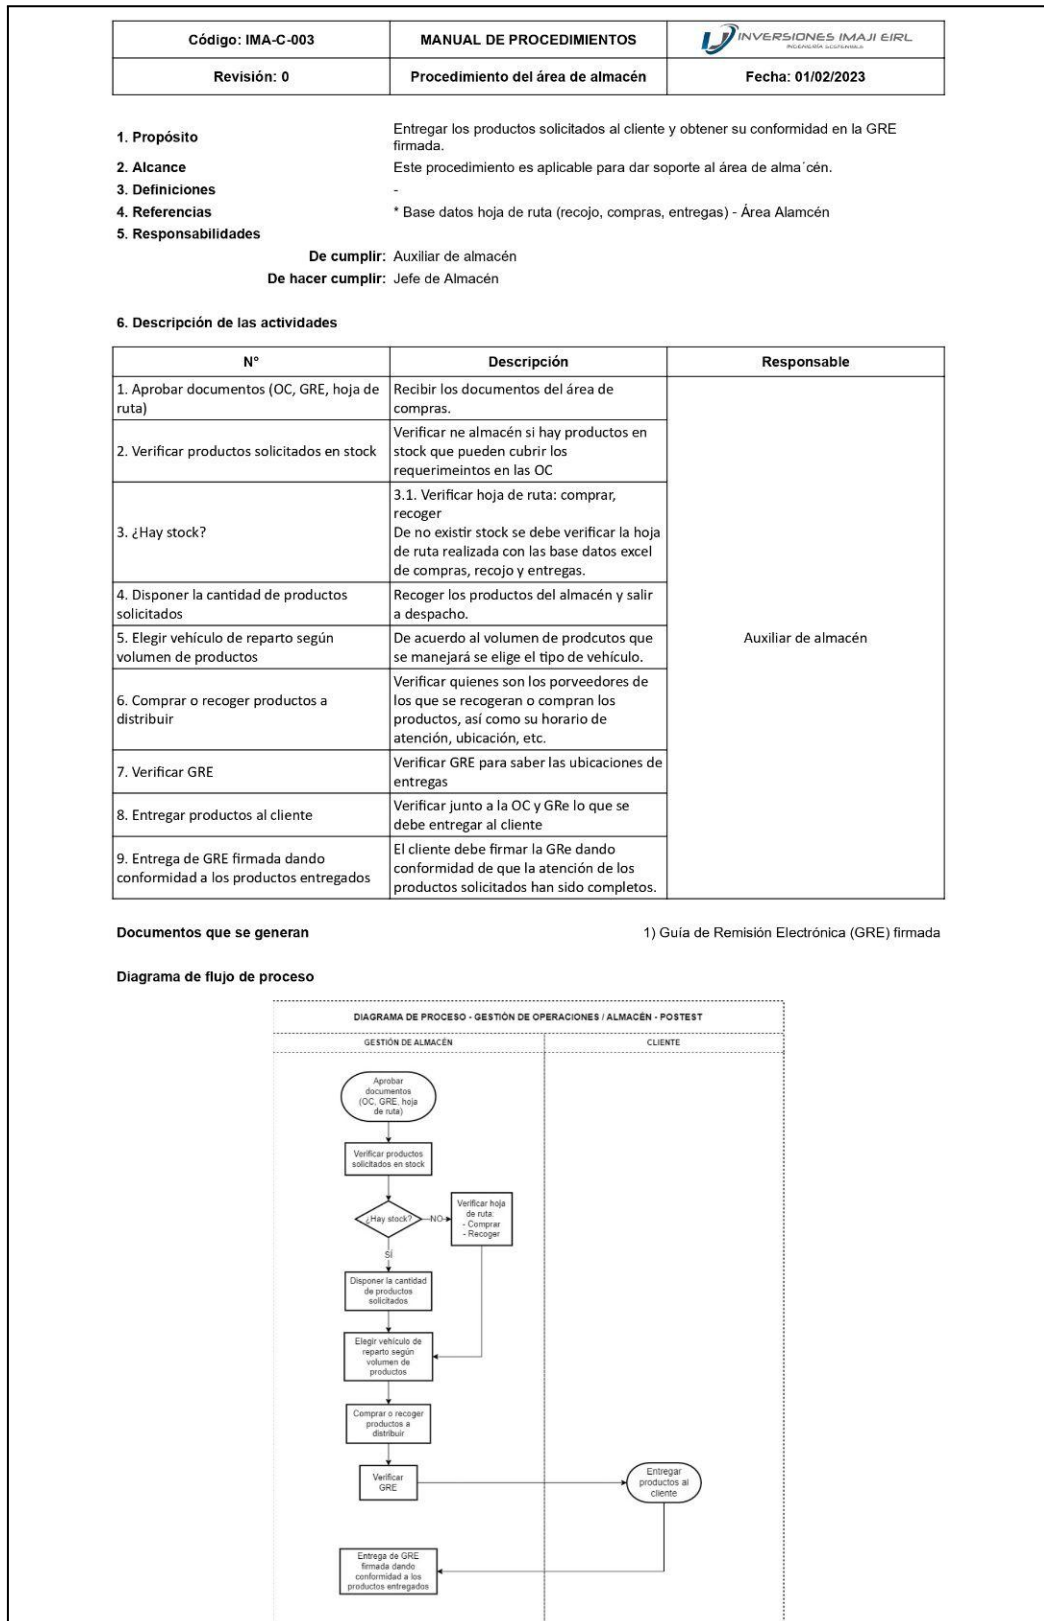 Código: IMA-C-003
MANUAL DE PROCEDIMIENTOS
INVERSIONES IMAJI EIRL
Revisión: 0
Procedimiento del área de almacén
Fecha: 01/02/2023
1. Propósito
Entregar los productos solicitados al cliente y obtener su conformidad en la GRE
firmada.
2. Alcance
Este procedimiento es aplicable para dar soporte al área de alma´cén.
3. Definiciones
-
4. Referencias
* Base datos hoja de ruta (recojo, compras, entregas) - Área Alamcén
5. Responsabilidades
De cumplir: Auxiliar de almacén
De hacer cumplir: Jefe de Almacén
6. Descripción de las actividades
N°
Descripción
Responsable
1. Aprobar documentos (OC, GRE, hoja de
ruta)
Recibir los documentos del área de
compras.
2. Verificar productos solicitados en stock
Verificar ne almacén si hay productos en
stock que pueden cubrir los
requerimeintos en las OC
3. ¿Hay stock?
3.1. Verificar hoja de ruta: comprar,
recoger
De no existir stock se debe verificar la hoja
de ruta realizada con las base datos excel
de compras, recojo y entregas.
4. Disponer la cantidad de productos
solicitados
Recoger los productos del almacén y salir
a despacho.
5. Elegir vehículo de reparto según
volumen de productos
De acuerdo al volumen de prodcutos que
se manejará se elige el tipo de vehículo.
6. Comprar o recoger productos a
distribuir
Verificar quienes son los porveedores de
los que se recogeran o compran los
productos, así como su horario de
atención, ubicación, etc.
7. Verificar GRE
Verificar GRE para saber las ubicaciones de
entregas
8. Entregar productos al cliente
Verificar junto a la OC y GRe lo que se
debe entregar al cliente
9. Entrega de GRE firmada dando
conformidad a los productos entregados
El cliente debe firmar la GRe dando
conformidad de que la atención de los
productos solicitados han sido completos.
Auxiliar de almacén
Documentos que se generan
1) Guía de Remisión Electrónica (GRE) firmada
Diagrama de flujo de proceso
DIAGRAMA DE PROCESO - GESTIÓN DE OPERACIONES / ALMACÉN - POSTEST
GESTIÓN DE ALMACÉN
CLIENTE
Aprobar
documentos
(OC, GRE, hoja
de ruta)
Verificar productos
solicitados en stock
¿Hay stock?
NO
Verificar hoja
de ruta:
- Comprar
- Recoger
SÍ
Disponer la cantidad
de productos
solicitados
Elegir vehículo de
reparto según
volumen de
productos
Comprar o recoger
productos a
distribuir
Verificar
GRE
Entregar
productos al
cliente
Entrega de GRE
firmada dando
conformidad a los
productos entregados